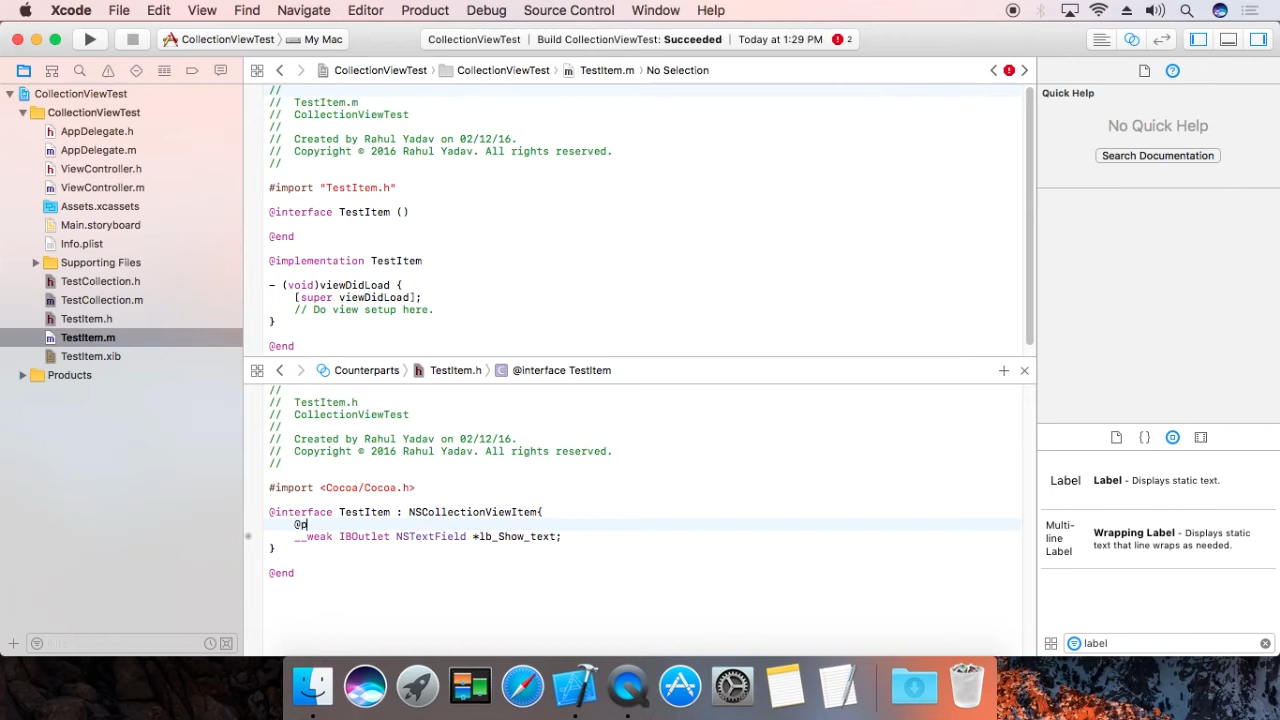 Xcode File Edit View Find Navigate Editor Product Debug Source Control Window Help
CollectionViewTest My Mac
CollectionViewTest Build CollectionViewTest: Succeeded Today at 1:29 PM 2
CollectionViewTest CollectionViewTest TestItem.m No Selection
CollectionViewTest
CollectionViewTest
AppDelegate.h
AppDelegate.m
ViewController.h
ViewController.m
Assets.xcassets
Main.storyboard
Info.plist
Supporting Files
TestCollection.h
TestCollection.m
TestItem.h
TestItem.m
TestItem.xib
Products
//
// TestItem.m
// CollectionViewTest
//
// Created by Rahul Yadav on 02/12/16.
// Copyright © 2016 Rahul Yadav. All rights reserved.
//
#import "TestItem.h"
@interface TestItem ()
@end
@implementation TestItem
- (void)viewDidLoad {
[super viewDidLoad];
// Do view setup here.
}
@end
Counterparts TestItem.h @interface TestItem
//
// TestItem.h
// CollectionViewTest
//
// Created by Rahul Yadav on 02/12/16.
// Copyright © 2016 Rahul Yadav. All rights reserved.
//
#import <Cocoa/Cocoa.h>
@interface TestItem : NSCollectionViewItem{
@p
__weak IBOutlet NSTextField *lb_Show_text;
}
@end
Quick Help
No Quick Help
Search Documentation
Label Label - Displays static text.
Multi-line Label
Wrapping Label - Displays static text that line wraps as needed.
label